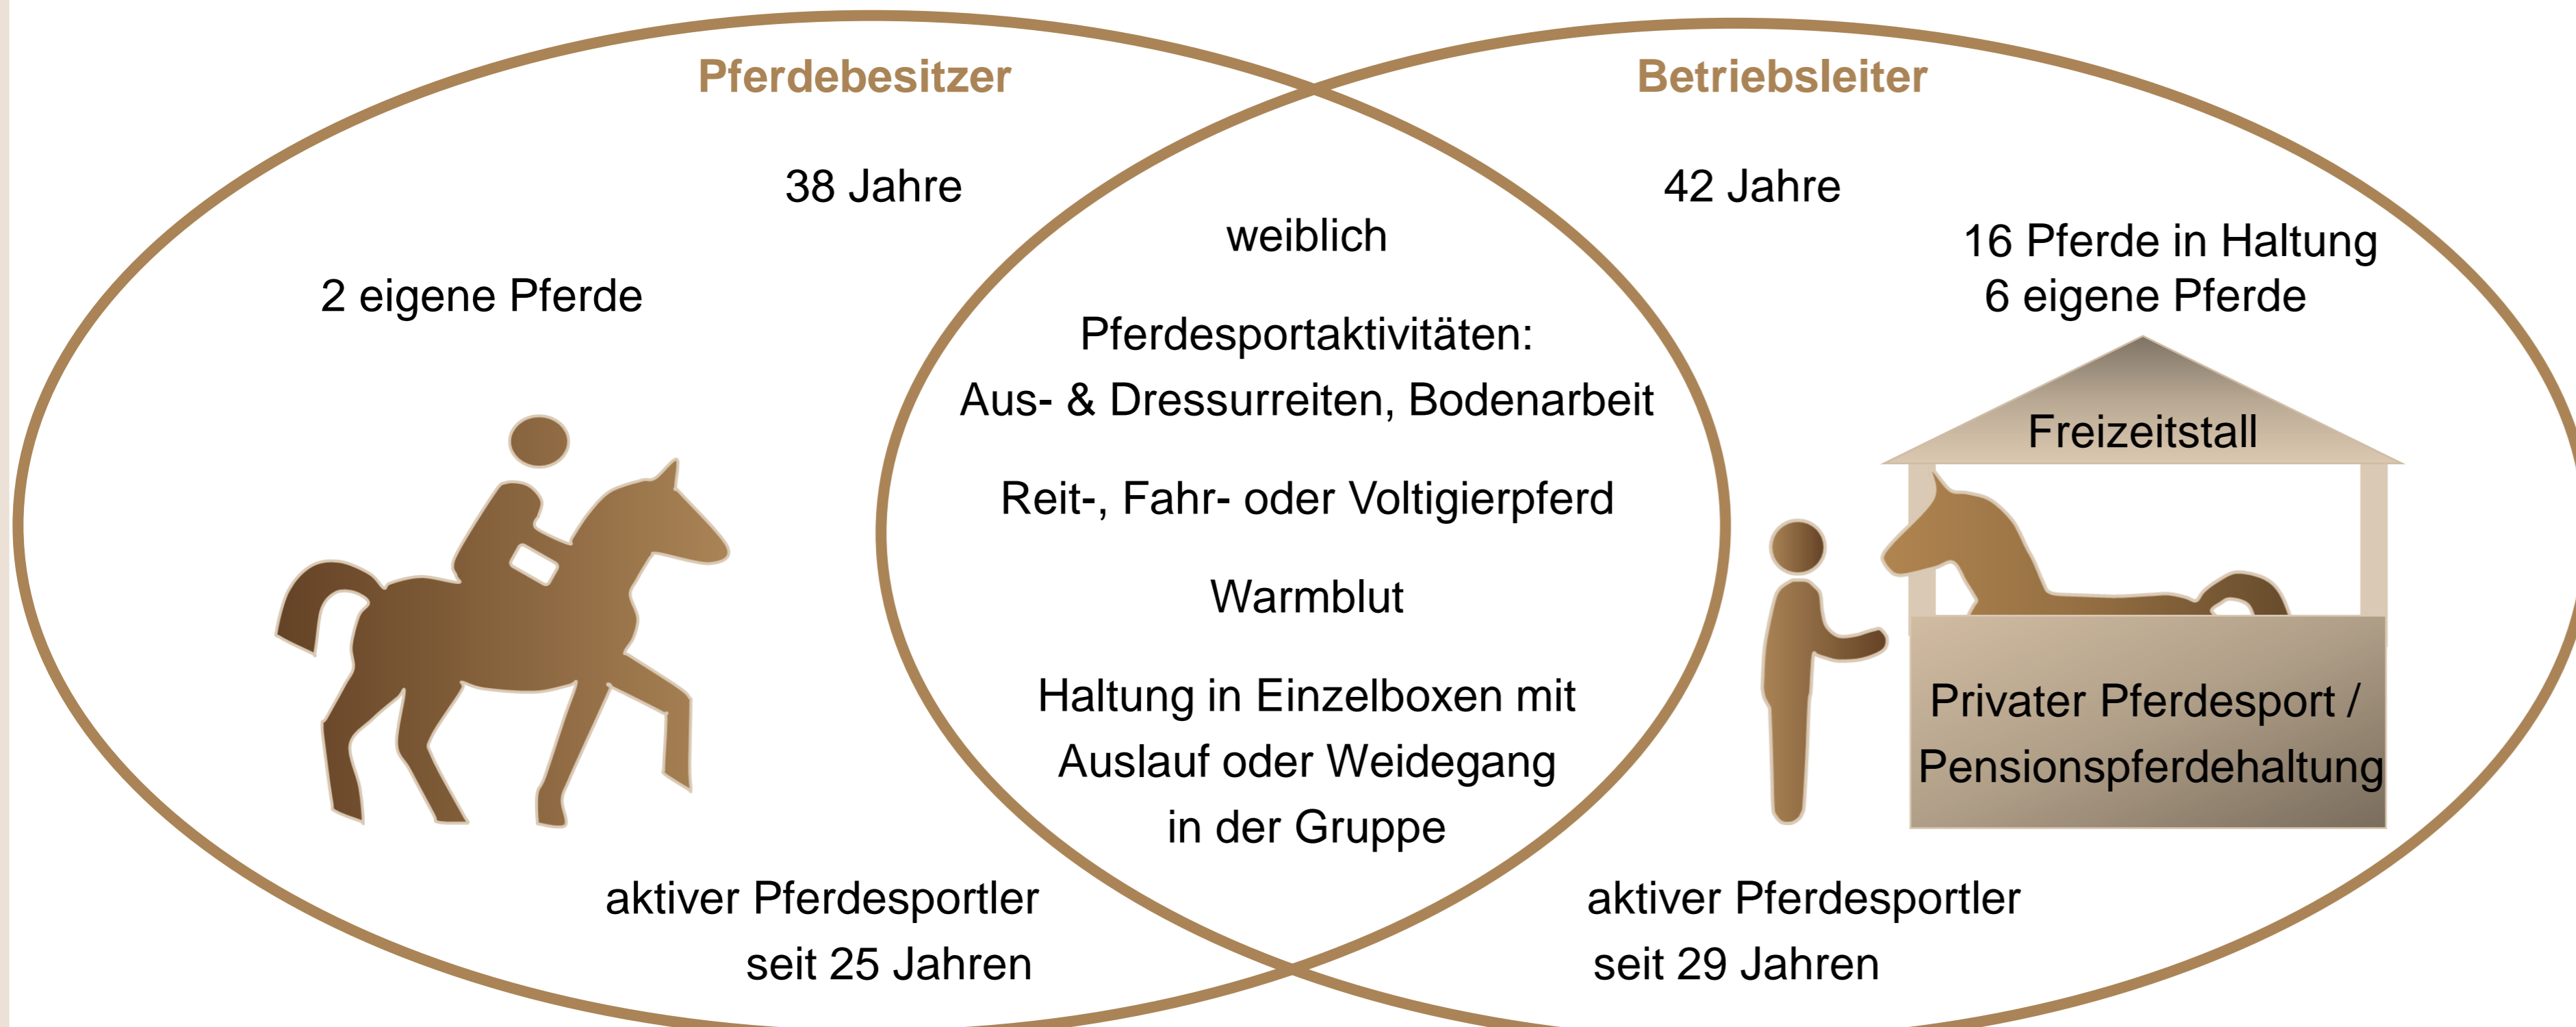 Pferdebesitzer
38 Jahre
2 eigene Pferde
aktiver Pferdesportler
seit 25 Jahren
weiblich
Pferdesportaktivitäten:
Aus- & Dressurreiten, Bodenarbeit
Reit-, Fahr- oder Voltigierpferd
Warmblut
Haltung in Einzelboxen mit
Auslauf oder Weidegang
in der Gruppe
Betriebsleiter
42 Jahre
16 Pferde in Haltung
6 eigene Pferde
Freizeitstall
Privater Pferdesport /
Pensionspferdehaltung
aktiver Pferdesportler
seit 29 Jahren